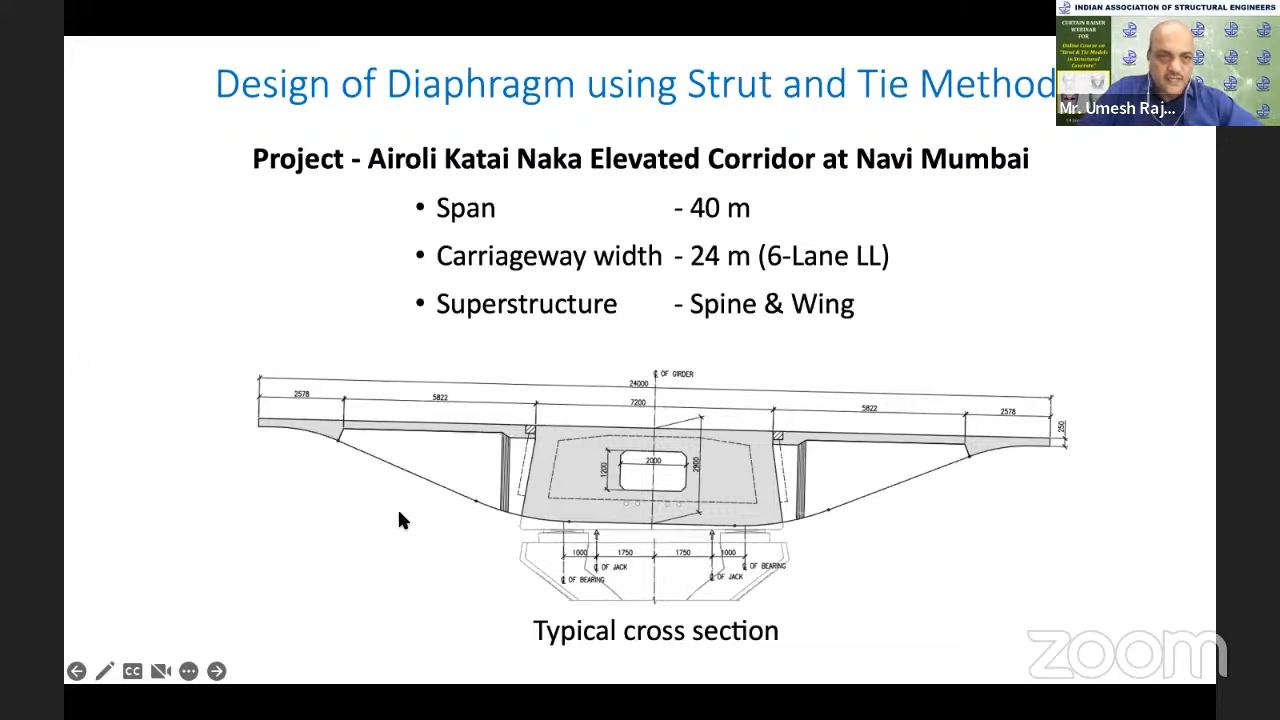 INDIAN ASSOCIATION OF STRUCTURAL ENGINEERS
CURTAIN RAISER
WEBINAR
FOR
Online Course on
"Strut & Tie Models
in Structural
Concrete"
Mr. Umesh Raj...
Design of Diaphragm using Strut and Tie Method
Project - Airoli Katai Naka Elevated Corridor at Navi Mumbai
• Span - 40 m
• Carriageway width - 24 m (6-Lane LL)
• Superstructure - Spine & Wing
℄ OF GIRDER
24000
2578 5822 7200 5822 2578
250
1200 2000 2900
1000 1750 1750 1000
℄ OF JACK ℄ OF BEARING
℄ OF BEARING ℄ OF JACK
Typical cross section
CC
zoom